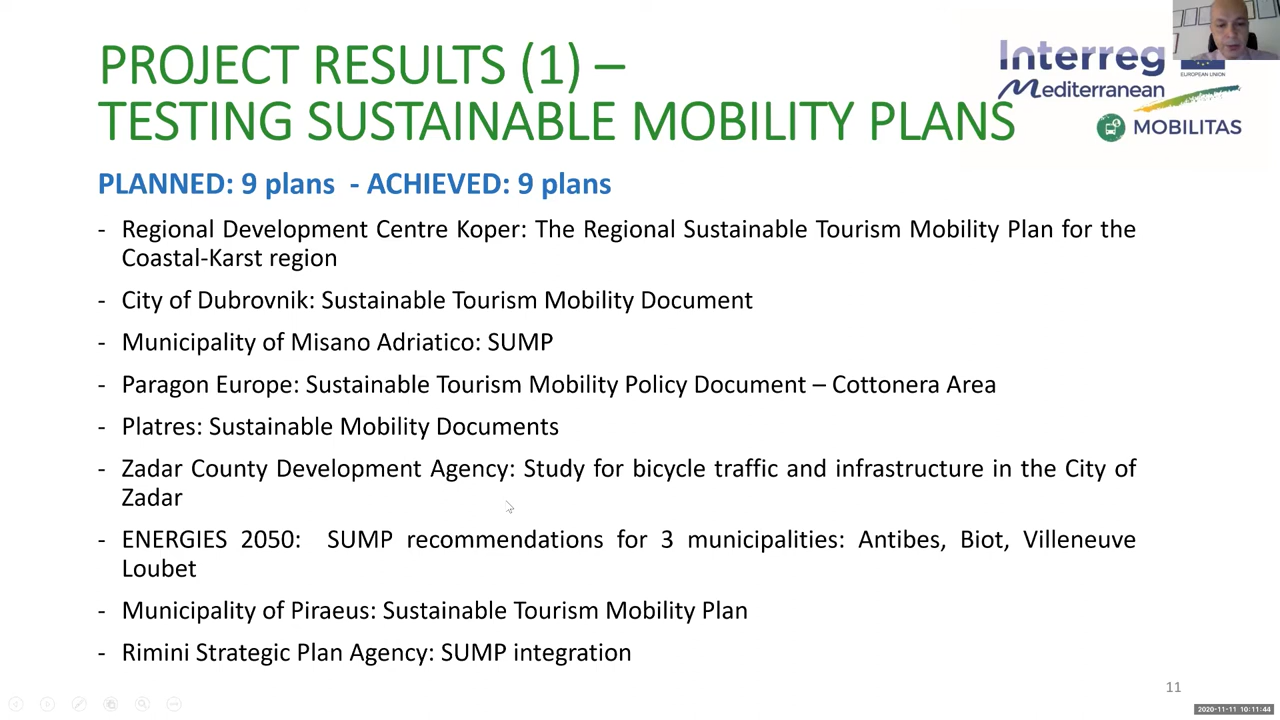 PROJECT RESULTS (1) –
TESTING SUSTAINABLE MOBILITY PLANS
Interreg
EUROPEAN UNION
Mediterranean
MOBILITAS
PLANNED: 9 plans - ACHIEVED: 9 plans
- Regional Development Centre Koper: The Regional Sustainable Tourism Mobility Plan for the
Coastal-Karst region
- City of Dubrovnik: Sustainable Tourism Mobility Document
- Municipality of Misano Adriatico: SUMP
- Paragon Europe: Sustainable Tourism Mobility Policy Document – Cottonera Area
- Platres: Sustainable Mobility Documents
- Zadar County Development Agency: Study for bicycle traffic and infrastructure in the City of
Zadar
- ENERGIES 2050: SUMP recommendations for 3 municipalities: Antibes, Biot, Villeneuve
Loubet
- Municipality of Piraeus: Sustainable Tourism Mobility Plan
- Rimini Strategic Plan Agency: SUMP integration
11
2020-11-11 10:11:44